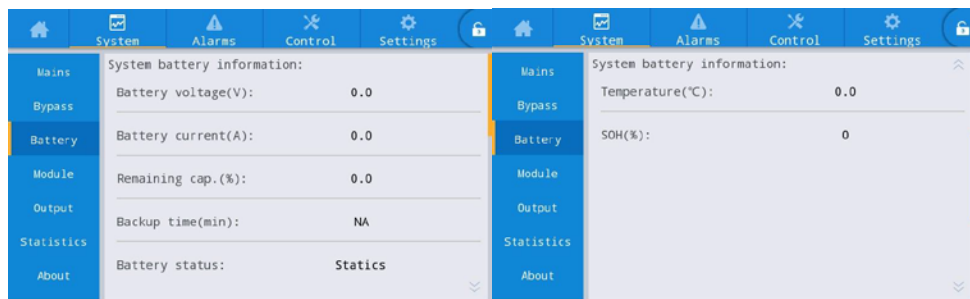 System Alarms Control Settings
Mains
Bypass
Battery
Module
Output
Statistics
About
System battery information:
Battery voltage(V): 0.0
Battery current(A): 0.0
Remaining cap.(%): 0.0
Backup time(min): NA
Battery status: Statics
System Alarms Control Settings
Mains
Bypass
Battery
Module
Output
Statistics
About
System battery information:
Temperature(℃): 0.0
SOH(%): 0